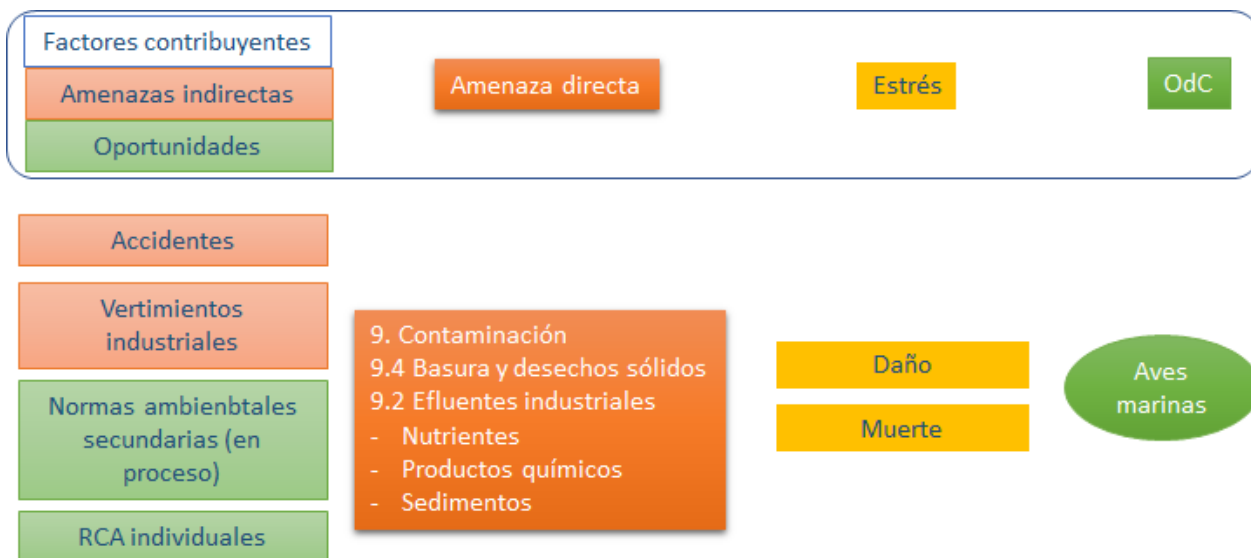 Factores contribuyentes
Amenazas indirectas
Oportunidades
Amenaza directa
Estrés
OdC
Accidentes
Vertimientos
industriales
Normas ambienbtales
secundarias (en
proceso)
RCA individuales
9. Contaminación
9.4 Basura y desechos sólidos
9.2 Efluentes industriales
- Nutrientes
- Productos químicos
- Sedimentos
Daño
Muerte
Aves
marinas